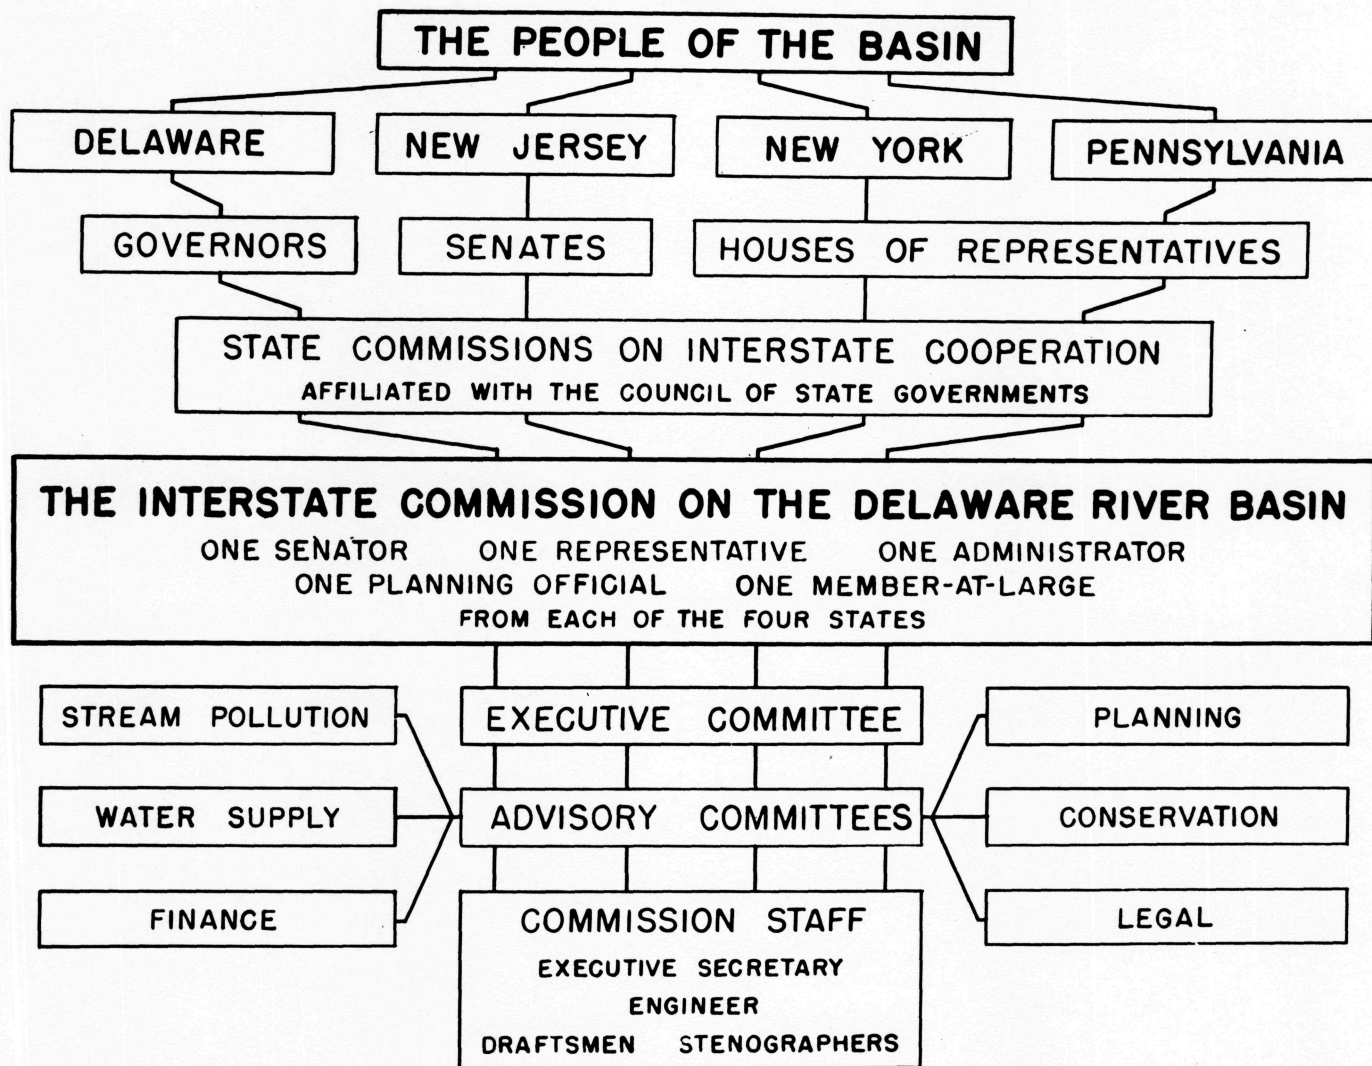 THE PEOPLE OF THE BASIN
DELAWARE
NEW JERSEY
NEW YORK
PENNSYLVANIA
GOVERNORS
SENATES
HOUSES OF REPRESENTATIVES
STATE COMMISSIONS ON INTERSTATE COOPERATION
AFFILIATED WITH THE COUNCIL OF STATE GOVERNMENTS
THE INTERSTATE COMMISSION ON THE DELAWARE RIVER BASIN
ONE SENATOR ONE REPRESENTATIVE ONE ADMINISTRATOR
ONE PLANNING OFFICIAL ONE MEMBER-AT-LARGE
FROM EACH OF THE FOUR STATES
STREAM POLLUTION
EXECUTIVE COMMITTEE
PLANNING
WATER SUPPLY
ADVISORY COMMITTEES
CONSERVATION
FINANCE
COMMISSION STAFF
LEGAL
EXECUTIVE SECRETARY
ENGINEER
DRAFTSMEN STENOGRAPHERS